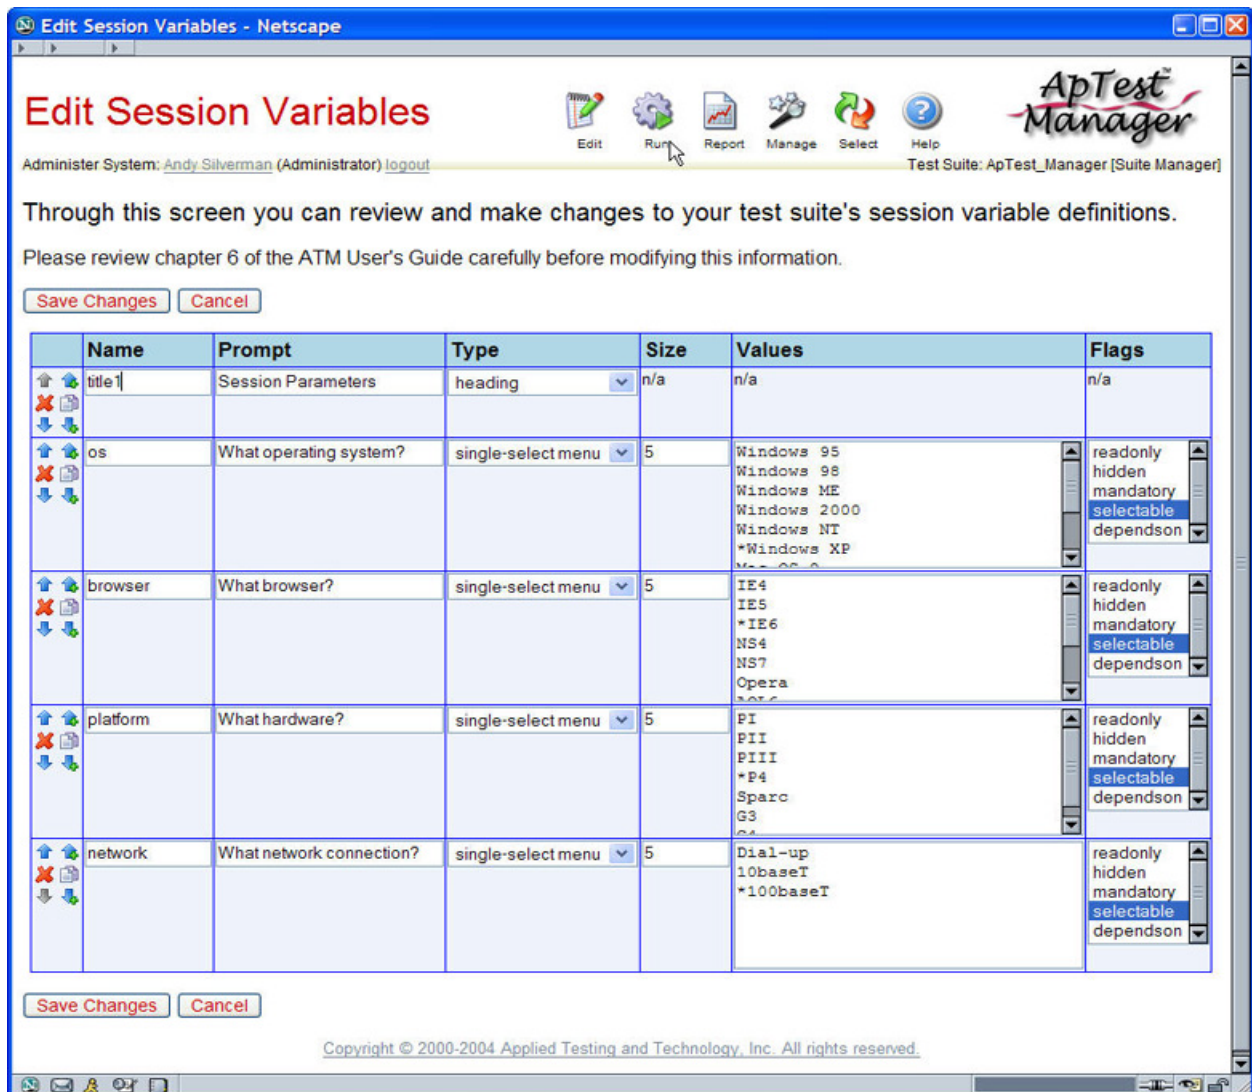 Edit Session Variables - Netscape
Edit Session Variables
Edit Run Report Manage Select Help
ApTest™ Manager
Administer System: Andy Silverman (Administrator) logout
Test Suite: ApTest_Manager [Suite Manager]
Through this screen you can review and make changes to your test suite's session variable definitions.
Please review chapter 6 of the ATM User's Guide carefully before modifying this information.
Save Changes Cancel
Name Prompt Type Size Values Flags
title1 Session Parameters heading n/a n/a n/a
os What operating system? single-select menu 5
Windows 95
Windows 98
Windows ME
Windows 2000
Windows NT
*Windows XP
readonly
hidden
mandatory
selectable
dependson
browser What browser? single-select menu 5
IE4
IE5
*IE6
NS4
NS7
Opera
readonly
hidden
mandatory
selectable
dependson
platform What hardware? single-select menu 5
PI
PII
PIII
*P4
Sparc
G3
readonly
hidden
mandatory
selectable
dependson
network What network connection? single-select menu 5
Dial-up
10baseT
*100baseT
readonly
hidden
mandatory
selectable
dependson
Save Changes Cancel
Copyright © 2000-2004 Applied Testing and Technology, Inc. All rights reserved.